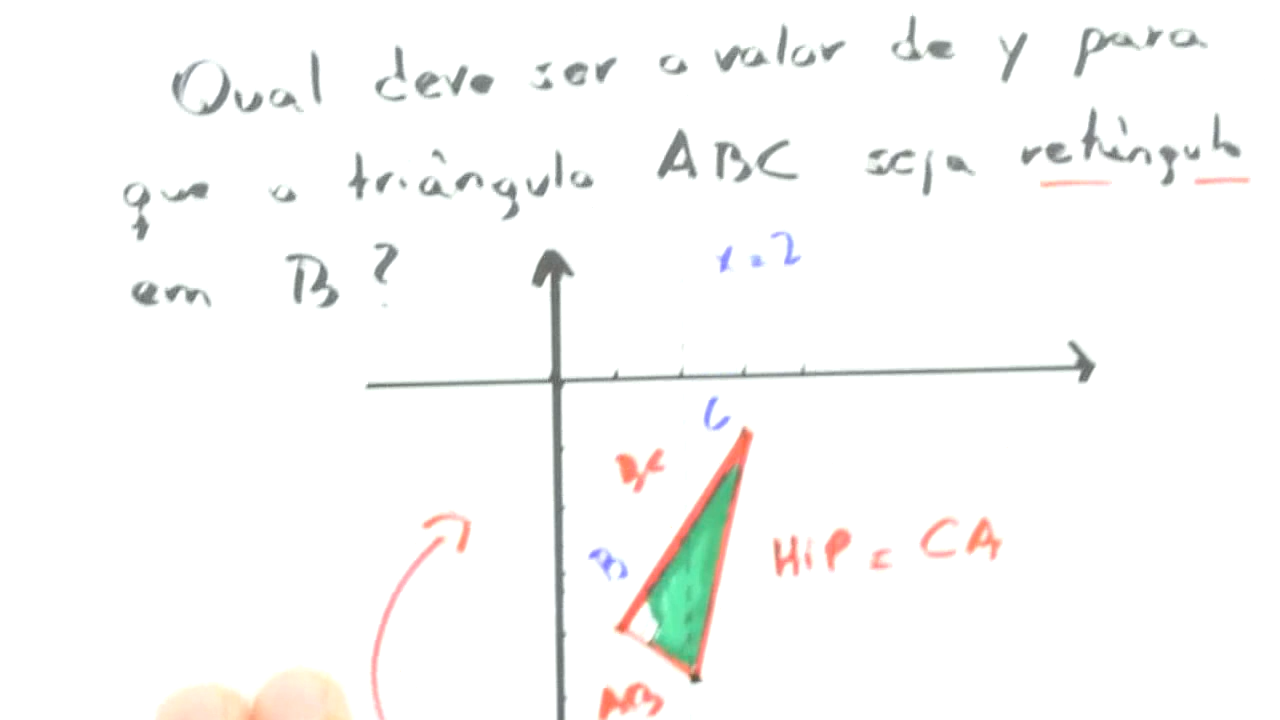 Qual deve ser o valor de y para
que o triângulo ABC seja retângulo
em B?
x = 2
C
BC
B
HiP = CA
AB